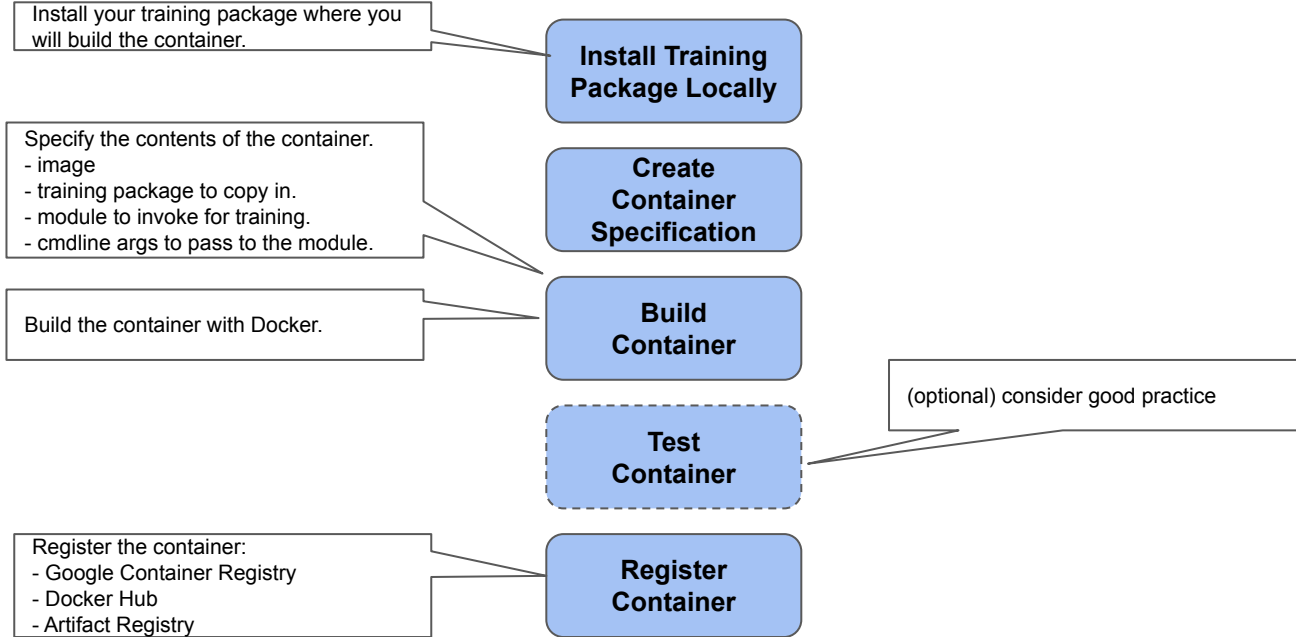 Install your training package where you
will build the container.
Install Training
Package Locally
Specify the contents of the container.
- image
- training package to copy in.
- module to invoke for training.
- cmdline args to pass to the module.
Create
Container
Specification
Build the container with Docker.
Build
Container
(optional) consider good practice
Test
Container
Register the container:
- Google Container Registry
- Docker Hub
- Artifact Registry
Register
Container